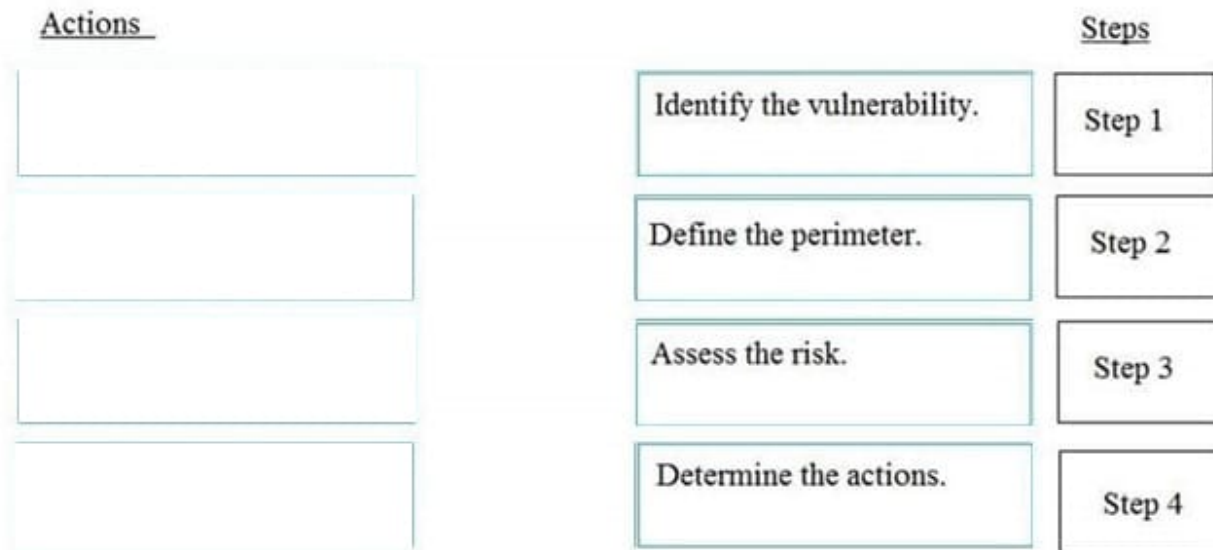 Actions
Steps
Identify the vulnerability.
Step 1
Define the perimeter.
Step 2
Assess the risk.
Step 3
Determine the actions.
Step 4